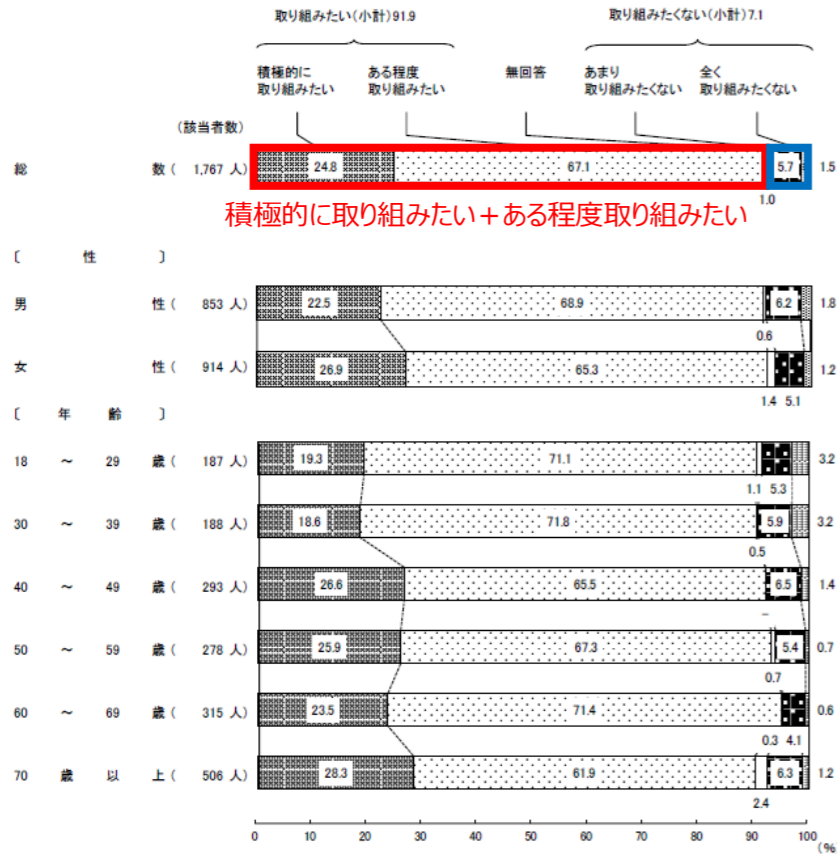 取り組みたい(小計)91.9 取り組みたくない(小計)7.1
積極的に取り組みたい ある程度取り組みたい 無回答 あまり取り組みたくない 全く取り組みたくない
(該当者数)
総 数 ( 1,767 人) 24.8 67.1 5.7 1.5
1.0
積極的に取り組みたい+ある程度取り組みたい
〔 性 〕
男 性 ( 853 人) 22.5 68.9 6.2 1.8
0.6
女 性 ( 914 人) 26.9 65.3
1.4 5.1 1.2
〔 年 齢 〕
18 ~ 29 歳 ( 187 人) 19.3 71.1 3.2
1.1 5.3
30 ~ 39 歳 ( 188 人) 18.6 71.8 5.9 3.2
0.5
40 ~ 49 歳 ( 293 人) 26.6 65.5 6.5 1.4
−
50 ~ 59 歳 ( 278 人) 25.9 67.3 5.4 0.7
0.7
60 ~ 69 歳 ( 315 人) 23.5 71.4 0.6
0.3 4.1
70 歳 以 上 ( 506 人) 28.3 61.9 6.3 1.2
2.4
0 10 20 30 40 50 60 70 80 90 100
(%